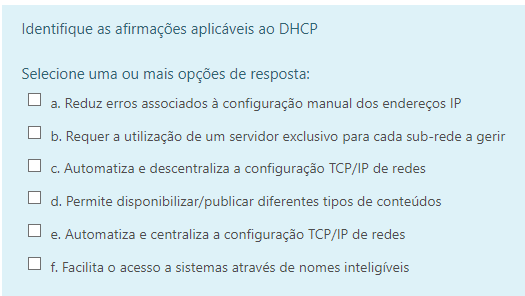 Identifique as afirmações aplicáveis ao DHCP
Selecione uma ou mais opções de resposta:
a. Reduz erros associados à configuração manual dos endereços IP
b. Requer a utilização de um servidor exclusivo para cada sub-rede a gerir
c. Automatiza e descentraliza a configuração TCP/IP de redes
d. Permite disponibilizar/publicar diferentes tipos de conteúdos
e. Automatiza e centraliza a configuração TCP/IP de redes
f. Facilita o acesso a sistemas através de nomes inteligíveis